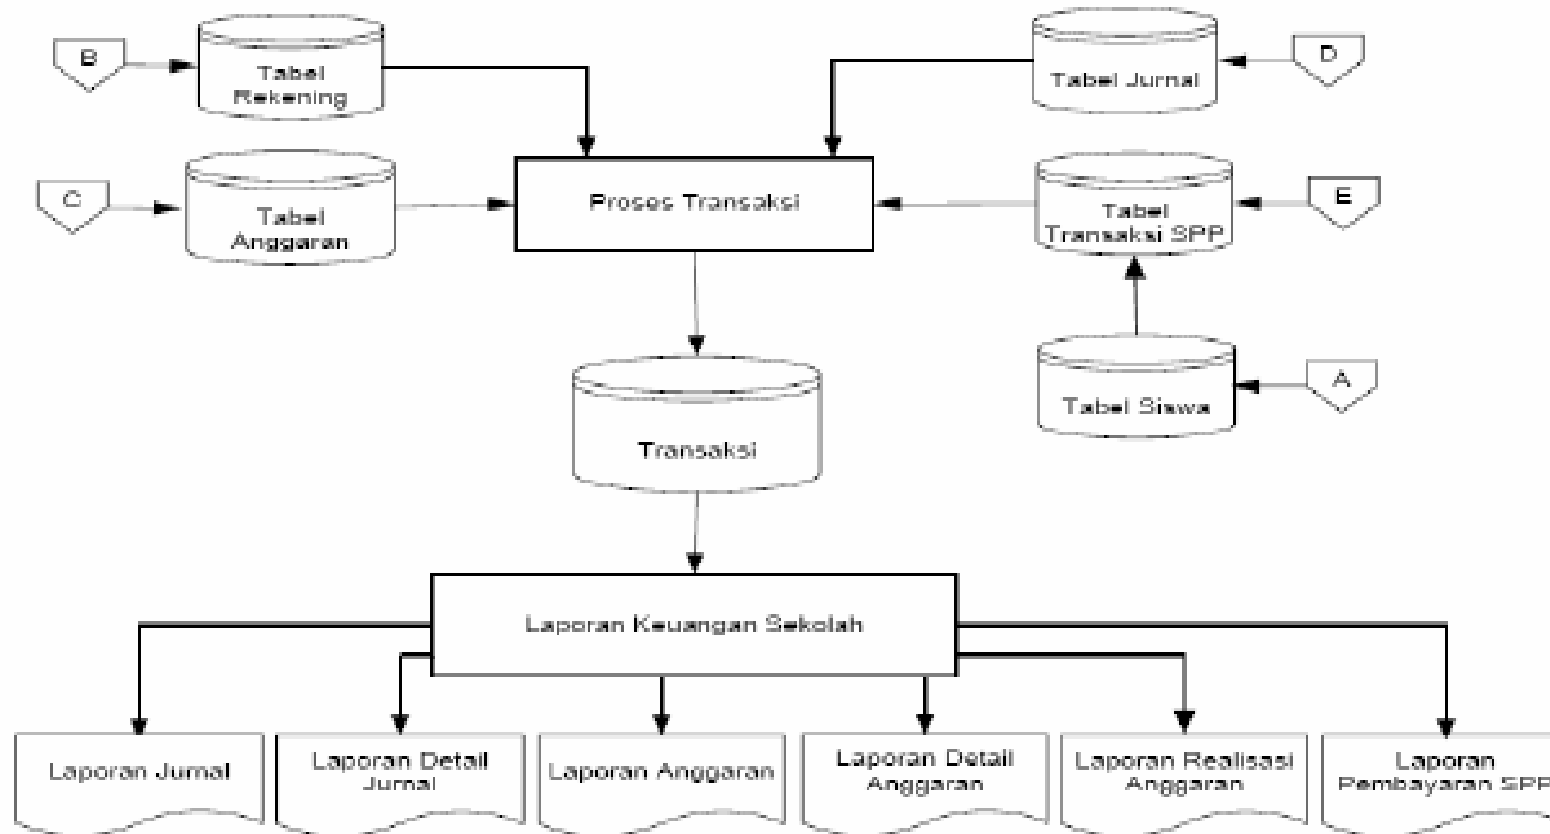 B
Tabel
Rekening
Tabel Jurnal
D
C
Tabel
Anggaran
Proses Transaksi
Tabel
Transaksi SPP
E
Tabel Siswa
A
Transaksi
Laporan Keuangan Sekolah
Laporan Jurnal
Laporan Detail
Jurnal
Laporan Anggaran
Laporan Detail
Anggaran
Laporan Realisasi
Anggaran
Laporan
Pembayaran SPP